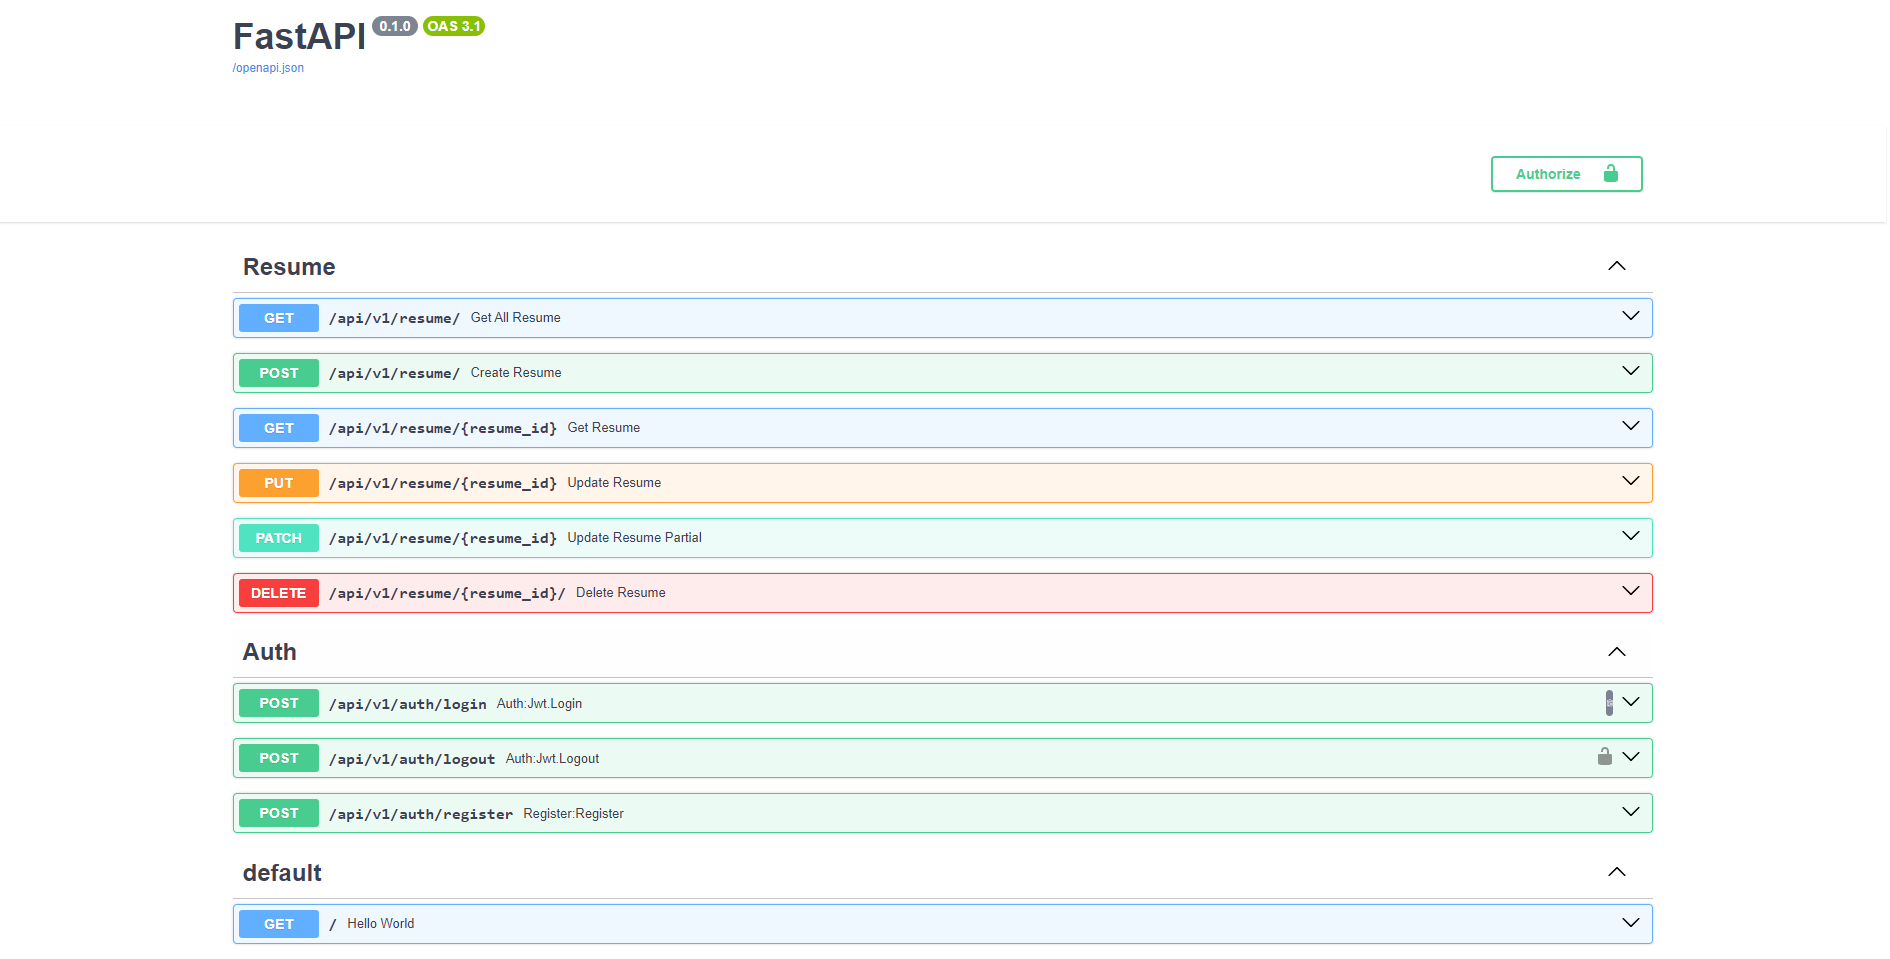 FastAPI 0.1.0 OAS 3.1
/openapi.json
Authorize
Resume
GET /api/v1/resume/ Get All Resume
POST /api/v1/resume/ Create Resume
GET /api/v1/resume/{resume_id} Get Resume
PUT /api/v1/resume/{resume_id} Update Resume
PATCH /api/v1/resume/{resume_id} Update Resume Partial
DELETE /api/v1/resume/{resume_id}/ Delete Resume
Auth
POST /api/v1/auth/login Auth:Jwt.Login
POST /api/v1/auth/logout Auth:Jwt.Logout
POST /api/v1/auth/register Register:Register
default
GET / Hello World